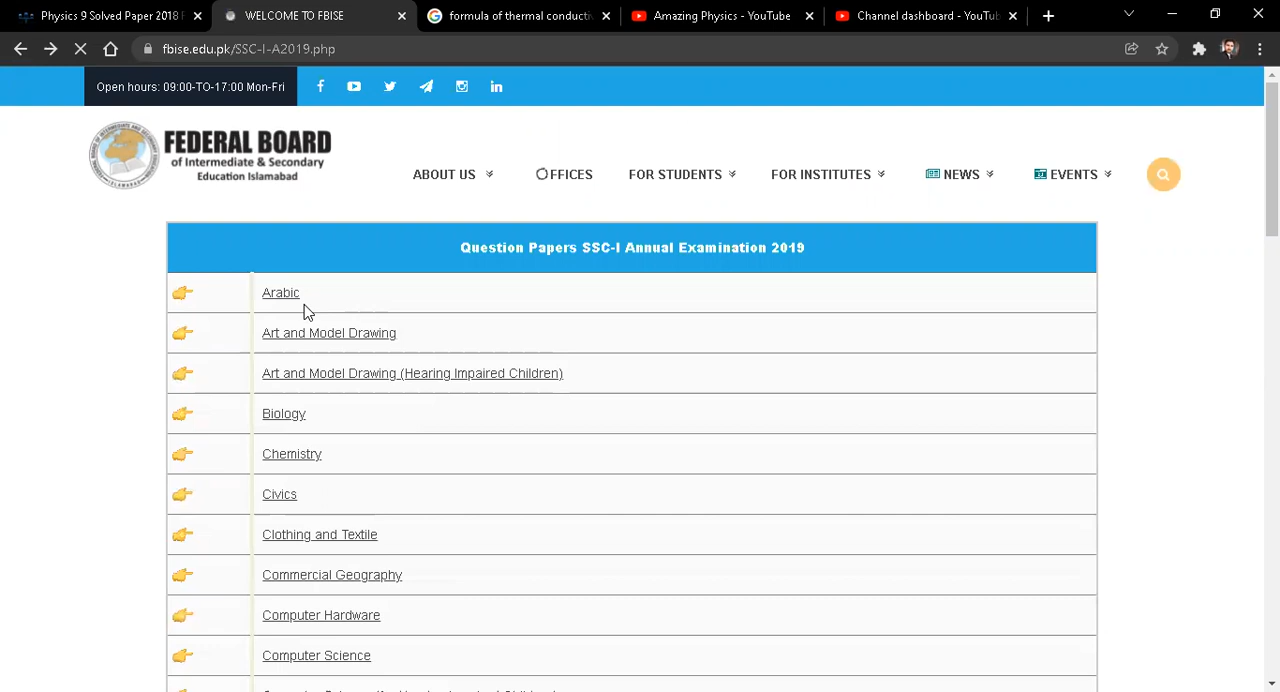 Physics 9 Solved Paper 2018 F
WELCOME TO FBISE
formula of thermal conductiv
Amazing Physics - YouTube
Channel dashboard - YouTub
fbise.edu.pk/SSC-I-A2019.php
Open hours: 09:00-TO-17:00 Mon-Fri
FEDERAL BOARD
of Intermediate & Secondary
Education Islamabad
ABOUT US
OFFICES
FOR STUDENTS
FOR INSTITUTES
NEWS
EVENTS
Question Papers SSC-I Annual Examination 2019
Arabic
Art and Model Drawing
Art and Model Drawing (Hearing Impaired Children)
Biology
Chemistry
Civics
Clothing and Textile
Commercial Geography
Computer Hardware
Computer Science